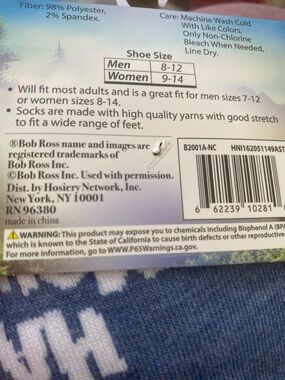 Fiber: 98% Polyester,
2% Spandex.
Care: Machine Wash Cold
With Like Colors,
Only Non-Chlorine
Bleach When Needed,
Line Dry.
Shoe Size
Men 8-12
Women 9-14
• Will fit most adults and is a great fit for men sizes 7-12
or women sizes 8-14.
• Socks are made with high quality yarns with good stretch
to fit a wide range of feet.
®Bob Ross name and images are
registered trademarks of
Bob Ross Inc.
©Bob Ross Inc. Used with permission.
Dist. by Hosiery Network, Inc.
New York, NY 10001
RN 96380
made in china
B2001A-NC HNI162051149AST
6 62239 10281
WARNING: This product may expose you to chemicals including Bisphenol A (BPA
which is known to the State of California to cause birth defects or other reproductive
For more information, go to WWW.P65Warnings.ca.gov.
HA